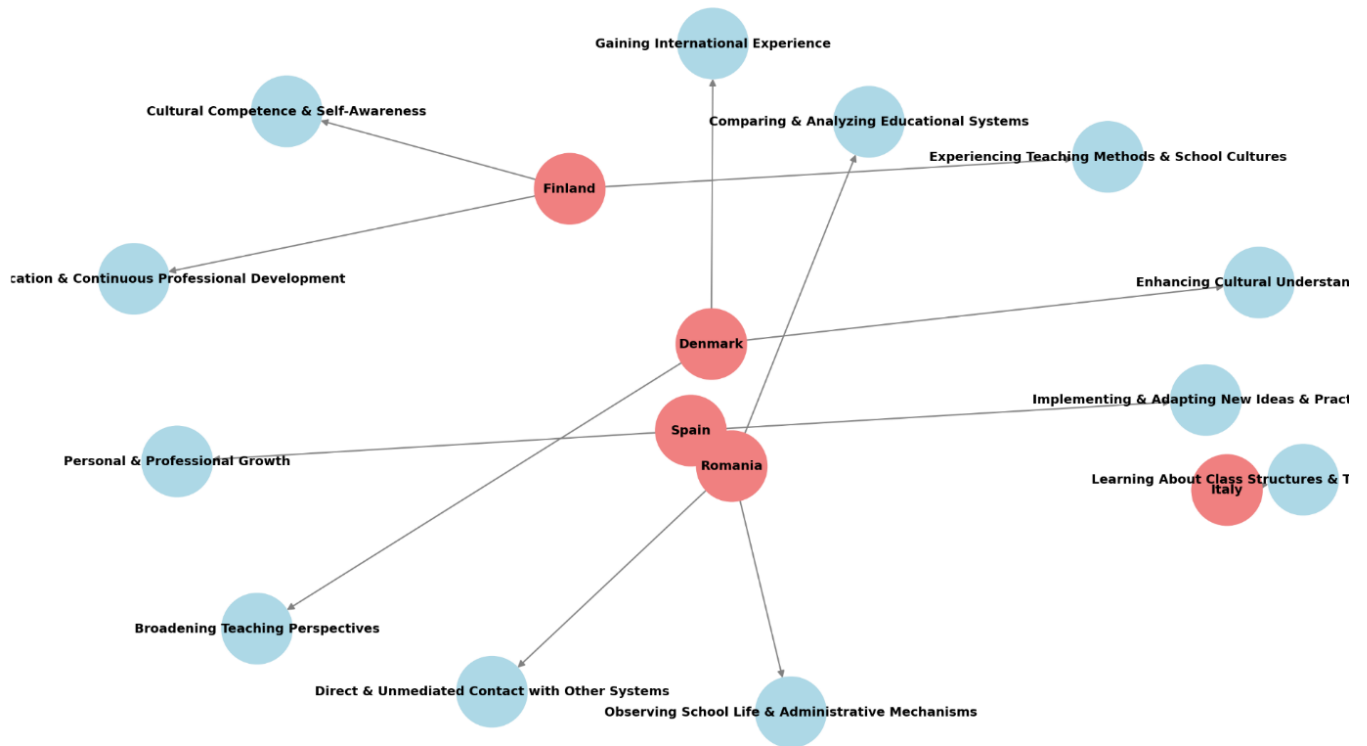 Gaining International Experience
Cultural Competence & Self-Awareness
Comparing & Analyzing Educational Systems
Experiencing Teaching Methods & School Cultures
Finland
cation & Continuous Professional Development
Enhancing Cultural Understan
Denmark
Implementing & Adapting New Ideas & Pract
Spain
Personal & Professional Growth
Romania
Learning About Class Structures & T
Italy
Broadening Teaching Perspectives
Direct & Unmediated Contact with Other Systems
Observing School Life & Administrative Mechanisms